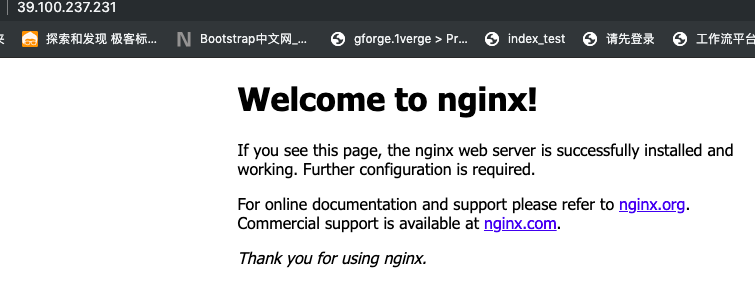 39.100.237.231
探索和发现 极客标... Bootstrap中文网_... gforge.1verge > Pr... index_test 请先登录 工作流平台
Welcome to nginx!
If you see this page, the nginx web server is successfully installed and
working. Further configuration is required.
For online documentation and support please refer to nginx.org.
Commercial support is available at nginx.com.
Thank you for using nginx.